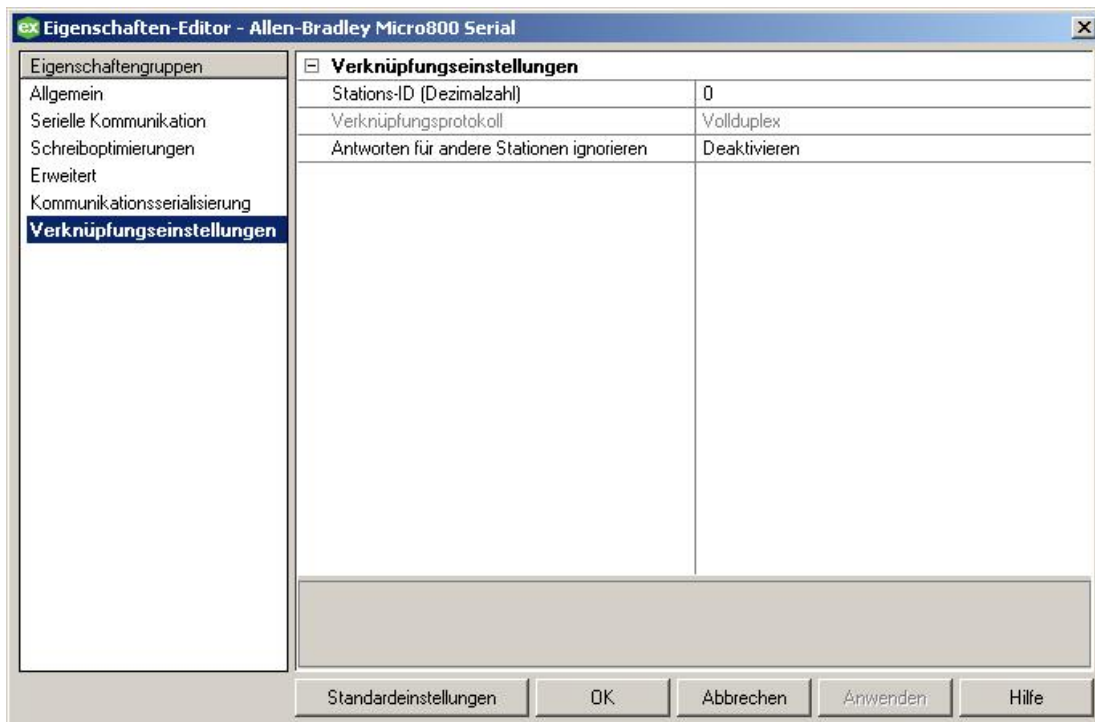 ex Eigenschaften-Editor - Allen-Bradley Micro800 Serial
Eigenschaftengruppen
Allgemein
Serielle Kommunikation
Schreiboptimierungen
Erweitert
Kommunikationsserialisierung
Verknüpfungseinstellungen
Verknüpfungseinstellungen
Stations-ID (Dezimalzahl) 0
Verknüpfungsprotokoll Vollduplex
Antworten für andere Stationen ignorieren Deaktivieren
Standardeinstellungen OK Abbrechen Anwenden Hilfe